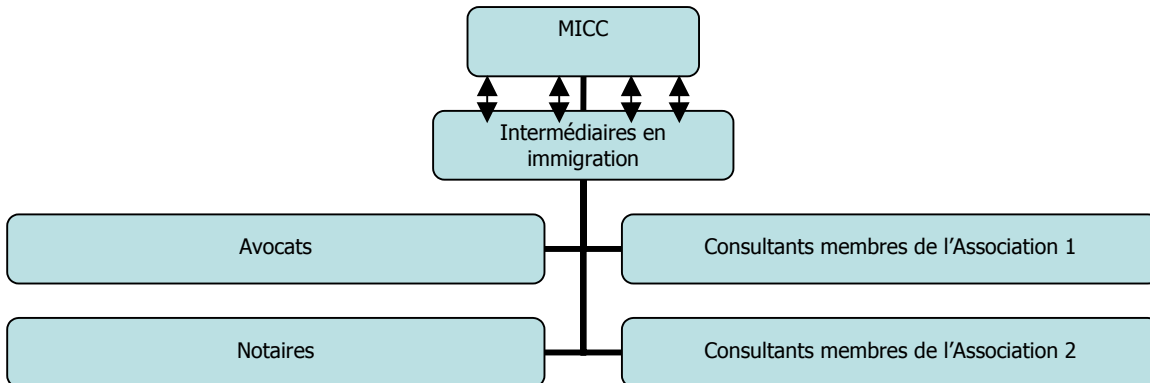 MICC
Intermédiaires en
immigration
Avocats
Consultants membres de l’Association 1
Notaires
Consultants membres de l’Association 2